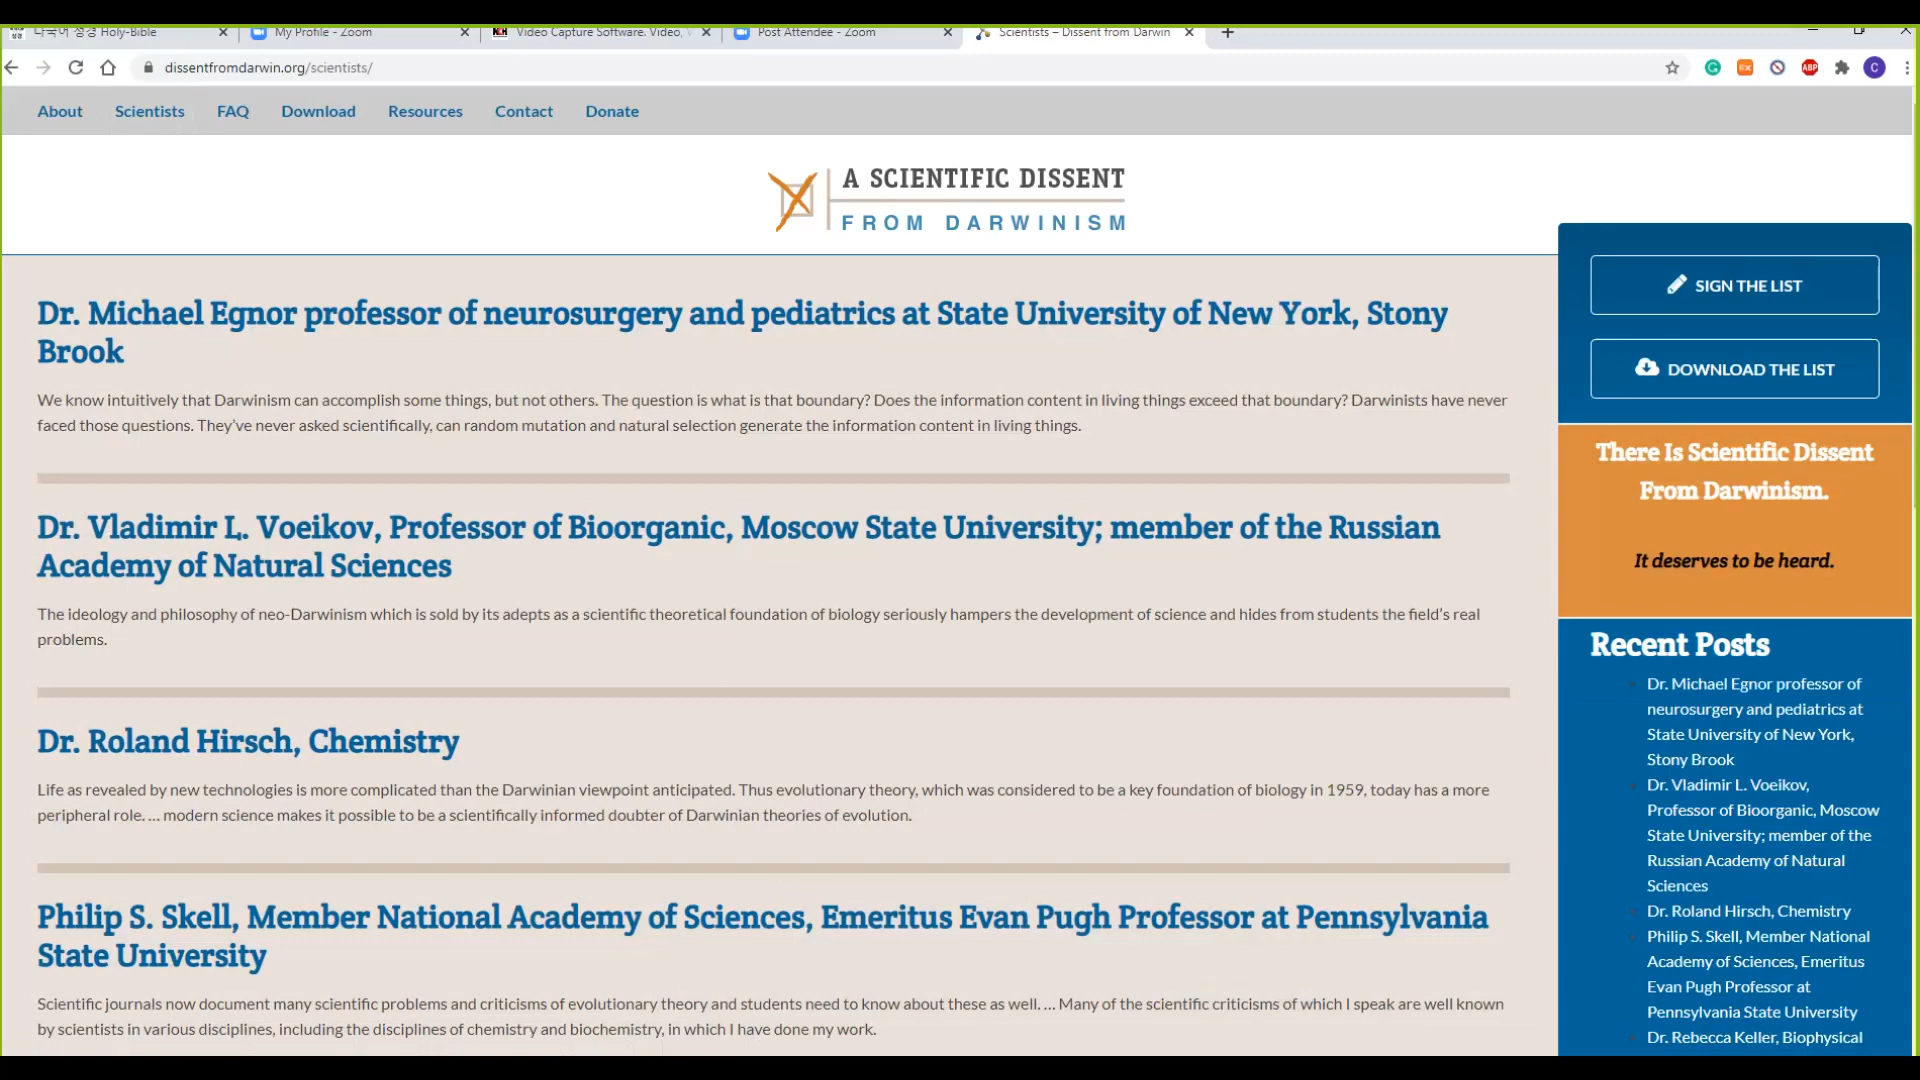 다국어 성경 Holy-Bible
My Profile - Zoom
Video Capture Software. Video,
Post Attendee - Zoom
Scientists – Dissent from Darwin
dissentfromdarwin.org/scientists/
ABP
C
About
Scientists
FAQ
Download
Resources
Contact
Donate
A SCIENTIFIC DISSENT
FROM DARWINISM
Dr. Michael Egnor professor of neurosurgery and pediatrics at State University of New York, Stony
Brook
We know intuitively that Darwinism can accomplish some things, but not others. The question is what is that boundary? Does the information content in living things exceed that boundary? Darwinists have never
faced those questions. They’ve never asked scientifically, can random mutation and natural selection generate the information content in living things.
Dr. Vladimir L. Voeikov, Professor of Bioorganic, Moscow State University; member of the Russian
Academy of Natural Sciences
The ideology and philosophy of neo-Darwinism which is sold by its adepts as a scientific theoretical foundation of biology seriously hampers the development of science and hides from students the field’s real
problems.
Dr. Roland Hirsch, Chemistry
Life as revealed by new technologies is more complicated than the Darwinian viewpoint anticipated. Thus evolutionary theory, which was considered to be a key foundation of biology in 1959, today has a more
peripheral role. … modern science makes it possible to be a scientifically informed doubter of Darwinian theories of evolution.
Philip S. Skell, Member National Academy of Sciences, Emeritus Evan Pugh Professor at Pennsylvania
State University
Scientific journals now document many scientific problems and criticisms of evolutionary theory and students need to know about these as well. … Many of the scientific criticisms of which I speak are well known
by scientists in various disciplines, including the disciplines of chemistry and biochemistry, in which I have done my work.
SIGN THE LIST
DOWNLOAD THE LIST
There Is Scientific Dissent
From Darwinism.
It deserves to be heard.
Recent Posts
Dr. Michael Egnor professor of
neurosurgery and pediatrics at
State University of New York,
Stony Brook
Dr. Vladimir L. Voeikov,
Professor of Bioorganic, Moscow
State University; member of the
Russian Academy of Natural
Sciences
Dr. Roland Hirsch, Chemistry
Philip S. Skell, Member National
Academy of Sciences, Emeritus
Evan Pugh Professor at
Pennsylvania State University
Dr. Rebecca Keller, Biophysical